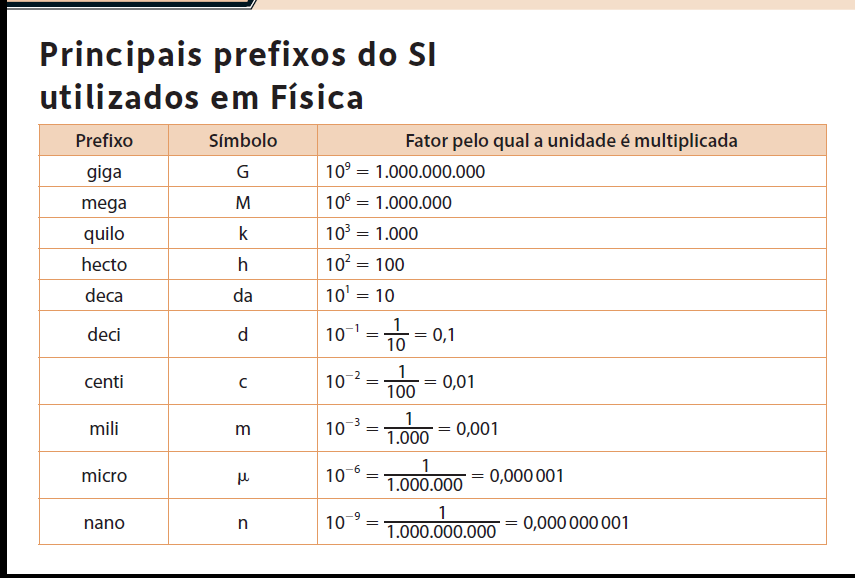 Principais prefixos do SI
utilizados em Física
Prefixo Símbolo Fator pelo qual a unidade é multiplicada
giga G 10⁹ = 1.000.000.000
mega M 10⁶ = 1.000.000
quilo k 10³ = 1.000
hecto h 10² = 100
deca da 10¹ = 10
deci d 10⁻¹ = 1/10 = 0,1
centi c 10⁻² = 1/100 = 0,01
mili m 10⁻³ = 1/1.000 = 0,001
micro μ 10⁻⁶ = 1/1.000.000 = 0,000 001
nano n 10⁻⁹ = 1/1.000.000.000 = 0,000 000 001